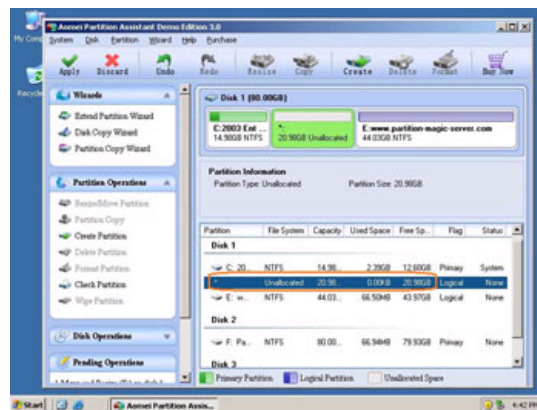 My Comp
Recycle
Aomei Partition Assistant Demo Edition 3.0
System Disk Partition Wizard Help Purchase
Apply Discard Undo Redo Resize Copy Create Delete Format Buy Now
Wizards
Extend Partition Wizard
Disk Copy Wizard
Partition Copy Wizard
Partition Operations
Resize/Move Partition
Partition Copy
Create Partition
Delete Partition
Format Partition
Check Partition
Wipe Partition
Disk Operations
Pending Operations
Disk 1 (80.00GB)
C:2003 Ent ...
14.98GB NTFS
*:
20.98GB Unallocated
E:www.partition-magic-server.com
44.03GB NTFS
Partition Information
Partition Type: Unallocated Partition Size: 20.98GB
Partition File System Capacity Used Space Free Sp... Flag Status
Disk 1
C: 20... NTFS 14.98... 2.39GB 12.60GB Primary System
* Unallocated 20.98... 0.00KB 20.98GB Logical None
E: w... NTFS 44.03... 66.50MB 43.97GB Logical None
Disk 2
F: Pa... NTFS 80.00... 66.94MB 79.93GB Primary None
Disk 3
Primary Partition Logical Partition Unallocated Space
Start Aomei Partition Assis... 4:42 PM